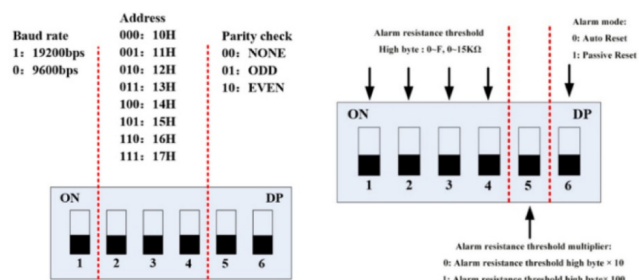 Baud rate
1: 19200bps
0: 9600bps
Address
000: 10H
001: 11H
010: 12H
011: 13H
100: 14H
101: 15H
110: 16H
111: 17H
Parity check
00: NONE
01: ODD
10: EVEN
ON DP
1 2 3 4 5 6
Alarm resistance threshold
High byte : 0~F, 0~15KΩ
Alarm mode:
0: Auto Reset
1: Passive Reset
ON DP
1 2 3 4 5 6
Alarm resistance threshold multiplier:
0: Alarm resistance threshold high byte × 10
1: Alarm resistance threshold high byte× 100